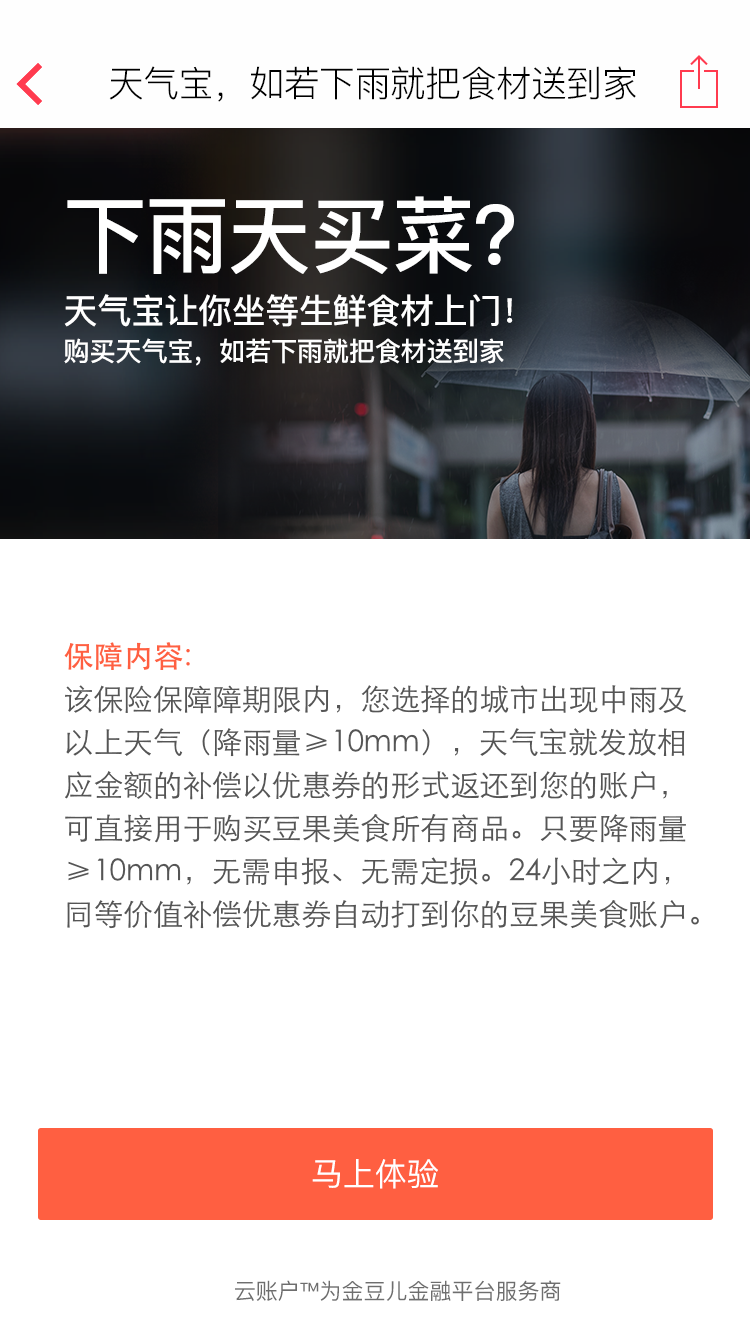 天气宝，如若下雨就把食材送到家
下雨天买菜？
天气宝让你坐等生鲜食材上门！
购买天气宝，如若下雨就把食材送到家
保障内容:
该保险保障障期限内，您选择的城市出现中雨及
以上天气（降雨量≥10mm），天气宝就发放相
应金额的补偿以优惠券的形式返还到您的账户，
可直接用于购买豆果美食所有商品。只要降雨量
≥10mm，无需申报、无需定损。24小时之内，
同等价值补偿优惠券自动打到你的豆果美食账户。
马上体验
云账户™为金豆儿金融平台服务商